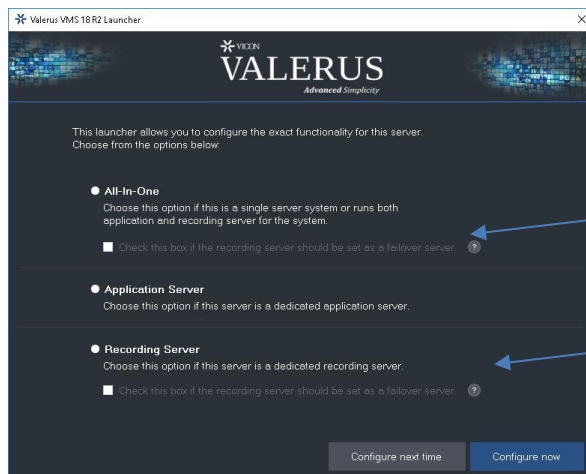 Valerus VMS 18 R2 Launcher
VICON
VALERUS
Advanced Simplicity
This launcher allows you to configure the exact functionality for this server.
Choose from the options below:
All-In-One
Choose this option if this is a single server system or runs both
application and recording server for the system.
Check this box if the recording server should be set as a failover server. ?
Application Server
Choose this option if this server is a dedicated application server.
Recording Server
Choose this option if this server is a dedicated recording server.
Check this box if the recording server should be set as a failover server. ?
Configure next time Configure now